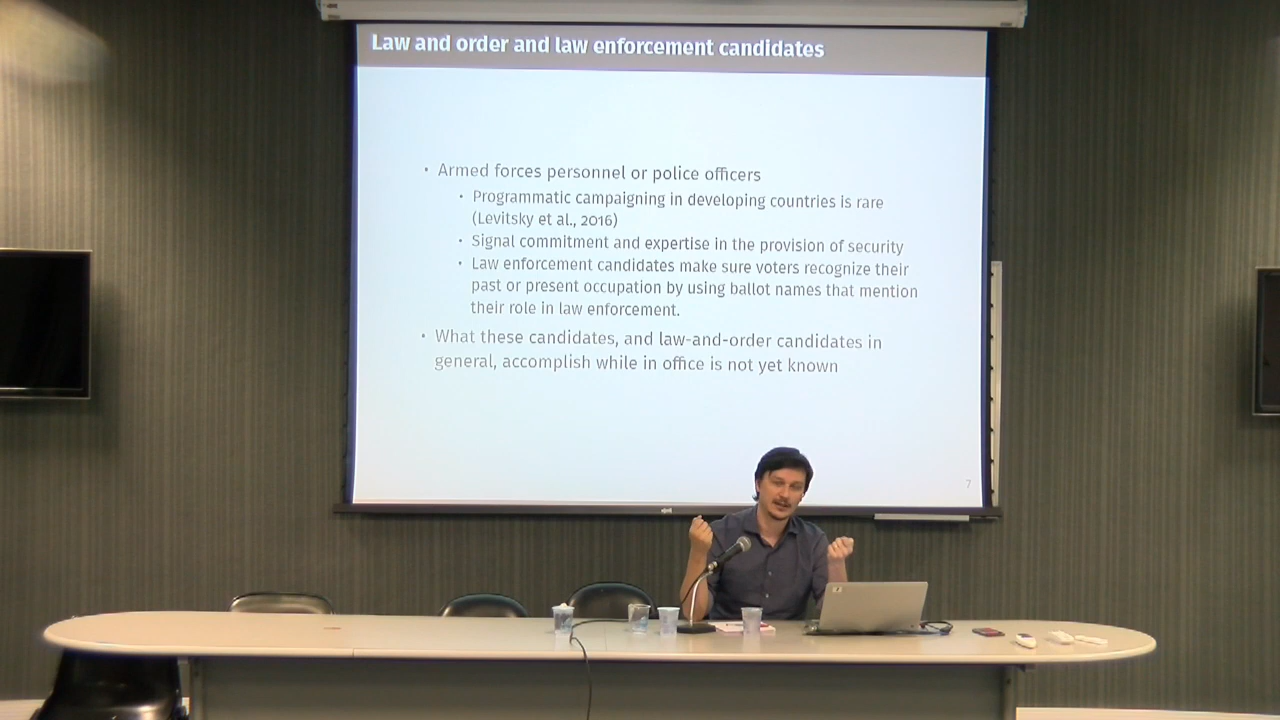 Law and order and law enforcement candidates
• Armed forces personnel or police officers
• Programmatic campaigning in developing countries is rare
(Levitsky et al., 2016)
• Signal commitment and expertise in the provision of security
• Law enforcement candidates make sure voters recognize their
past or present occupation by using ballot names that mention
their role in law enforcement.
• What these candidates, and law-and-order candidates in
general, accomplish while in office is not yet known
7